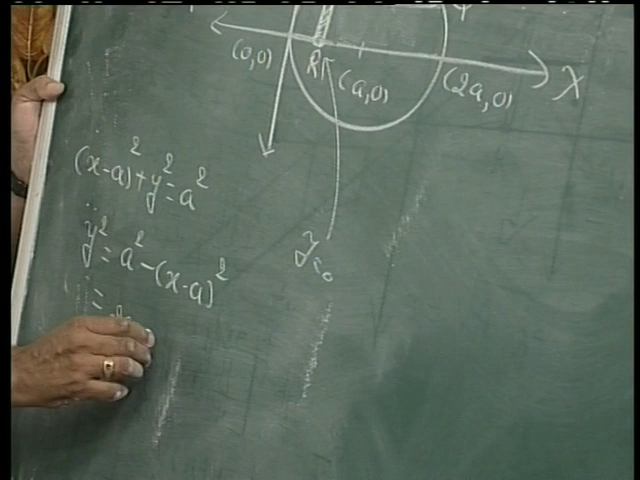 (0,0) R (a,0) (2a,0) X
(x-a)² + y² = a²
y² = a² - (x-a)²
=